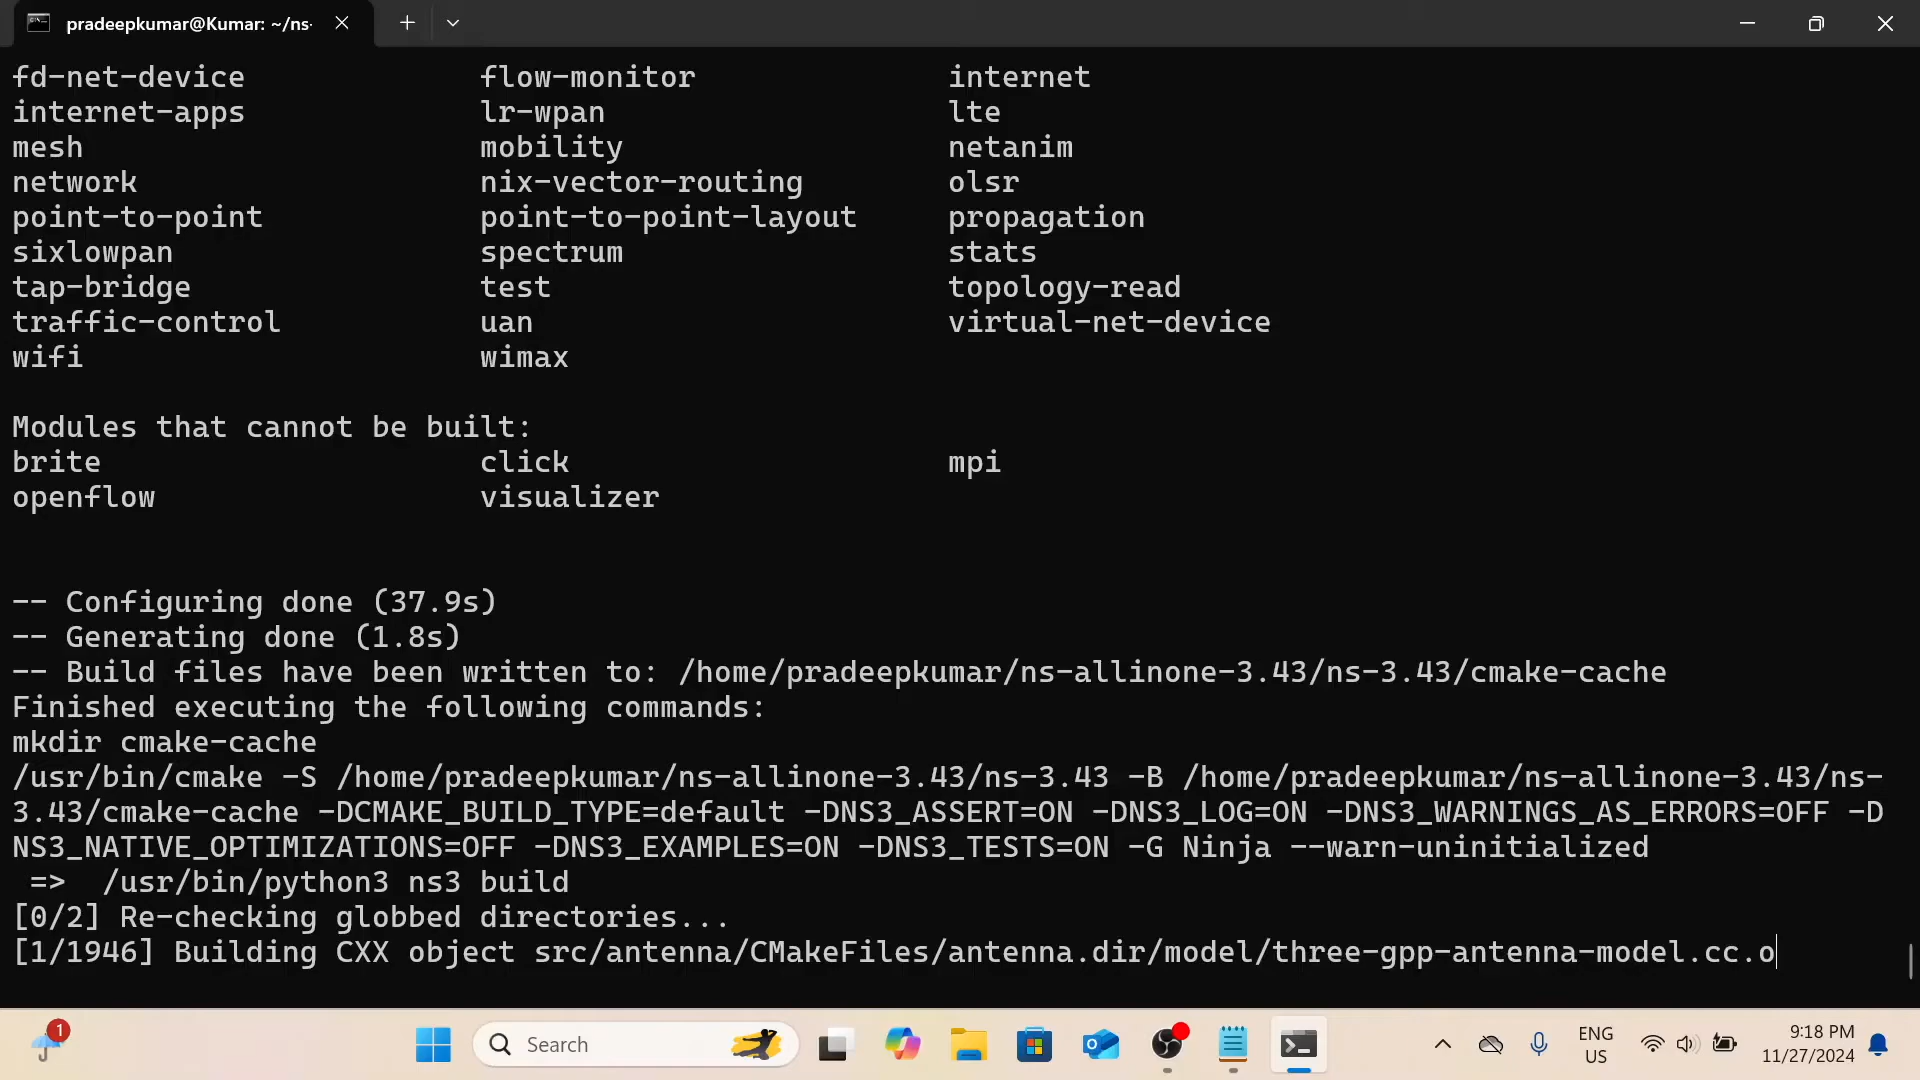 pradeepkumar@Kumar: ~/ns-
fd-net-device flow-monitor internet
internet-apps lr-wpan lte
mesh mobility netanim
network nix-vector-routing olsr
point-to-point point-to-point-layout propagation
sixlowpan spectrum stats
tap-bridge test topology-read
traffic-control uan virtual-net-device
wifi wimax
Modules that cannot be built:
brite click mpi
openflow visualizer
-- Configuring done (37.9s)
-- Generating done (1.8s)
-- Build files have been written to: /home/pradeepkumar/ns-allinone-3.43/ns-3.43/cmake-cache
Finished executing the following commands:
mkdir cmake-cache
/usr/bin/cmake -S /home/pradeepkumar/ns-allinone-3.43/ns-3.43 -B /home/pradeepkumar/ns-allinone-3.43/ns-
3.43/cmake-cache -DCMAKE_BUILD_TYPE=default -DNS3_ASSERT=ON -DNS3_LOG=ON -DNS3_WARNINGS_AS_ERRORS=OFF -D
NS3_NATIVE_OPTIMIZATIONS=OFF -DNS3_EXAMPLES=ON -DNS3_TESTS=ON -G Ninja --warn-uninitialized
=> /usr/bin/python3 ns3 build
[0/2] Re-checking globbed directories...
[1/1946] Building CXX object src/antenna/CMakeFiles/antenna.dir/model/three-gpp-antenna-model.cc.o
1
Search
ENG
US
9:18 PM
11/27/2024